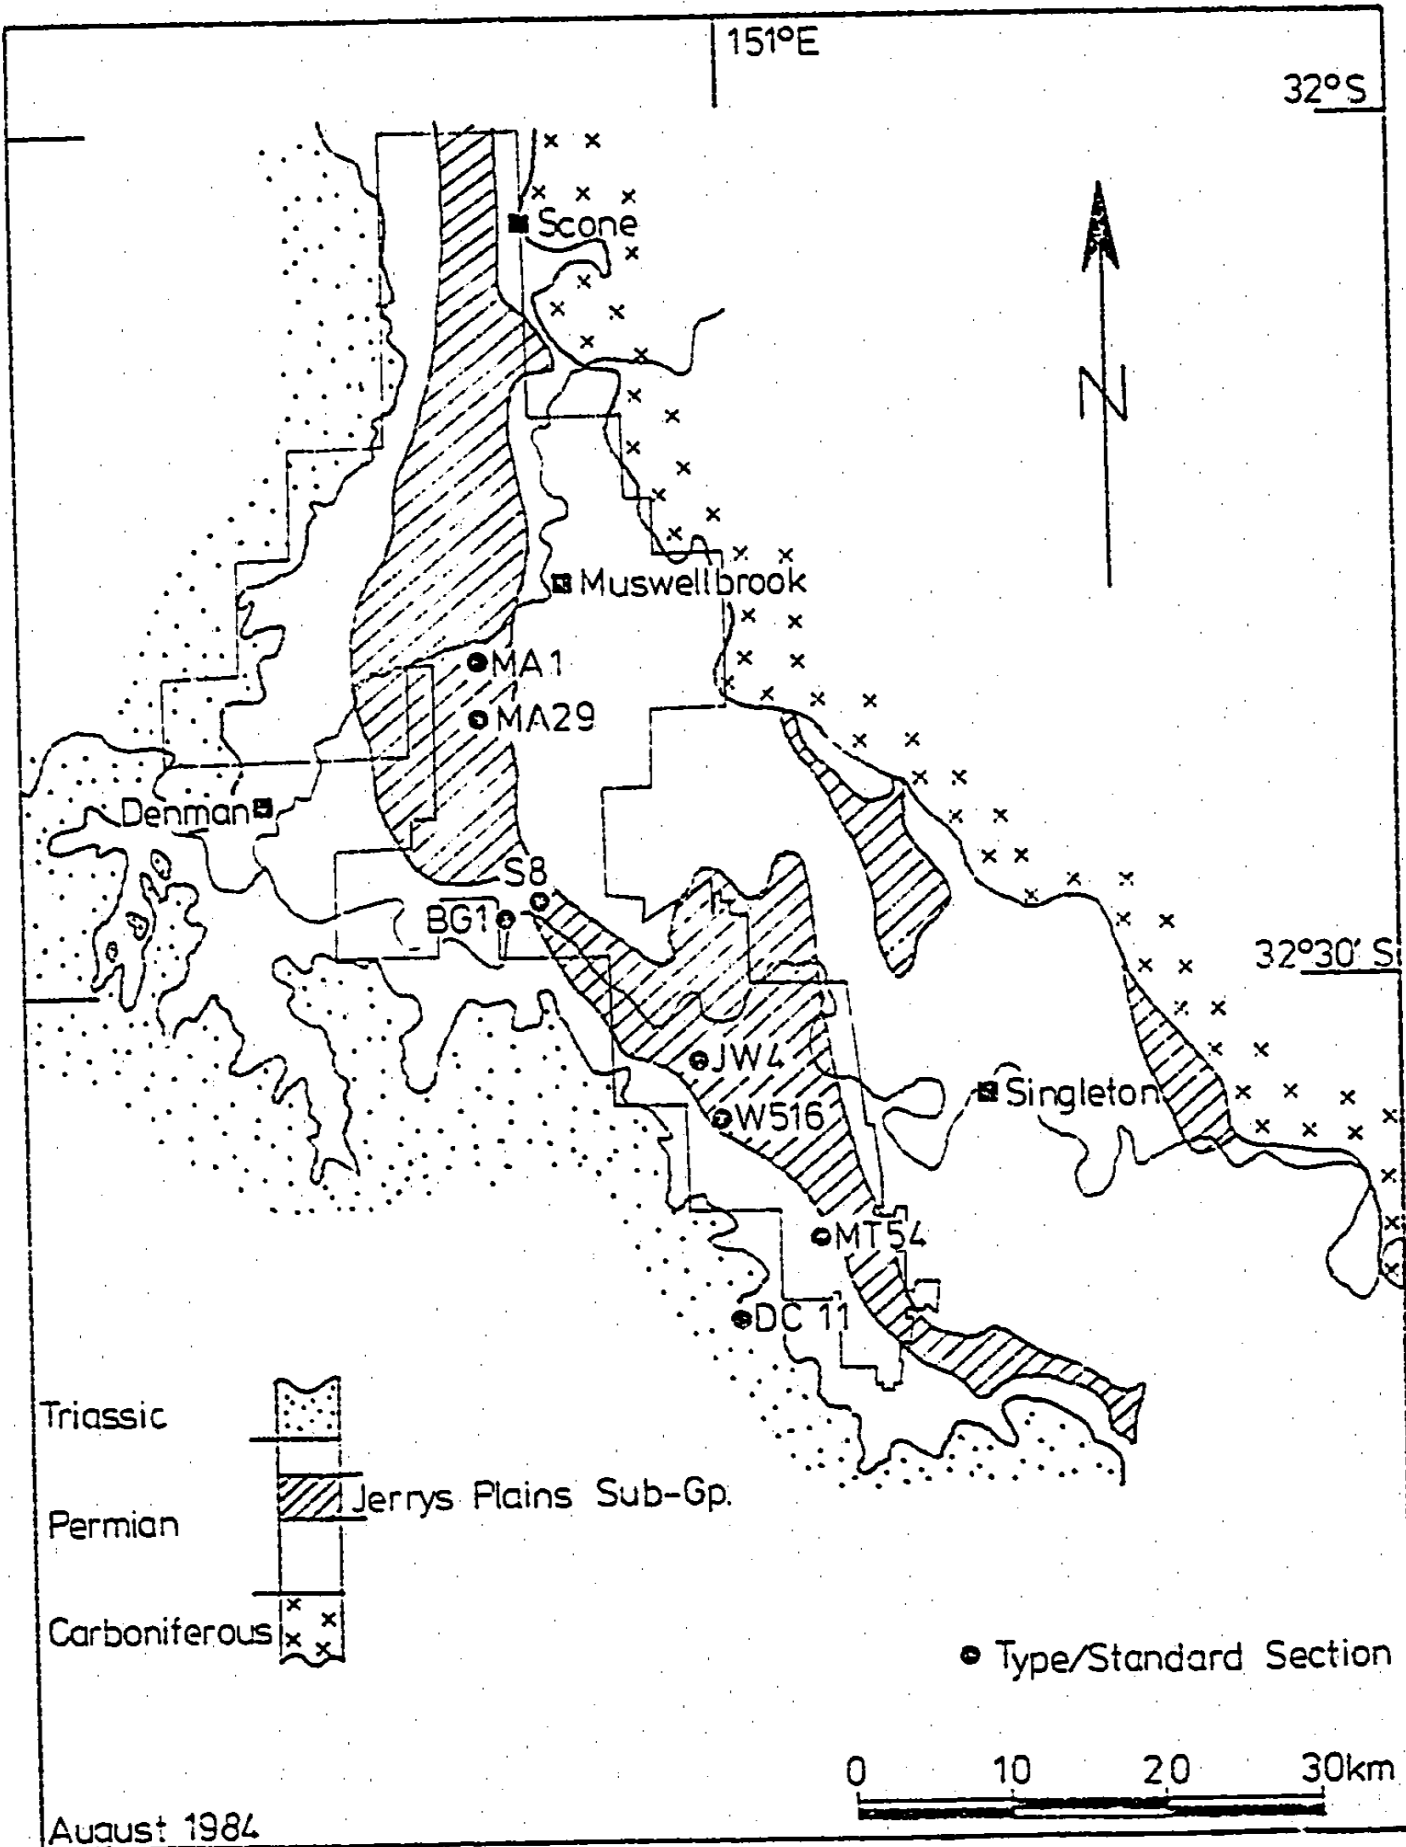 151°E
32°S
Scone
N
Muswellbrook
MA1
MA29
Denman
S8
BG1
32°30' S
JW4
Singleton
W516
MT54
DC 11
Triassic
Jerrys Plains Sub-Gp.
Permian
Carboniferous
Type/Standard Section
0 10 20 30km
August 1984